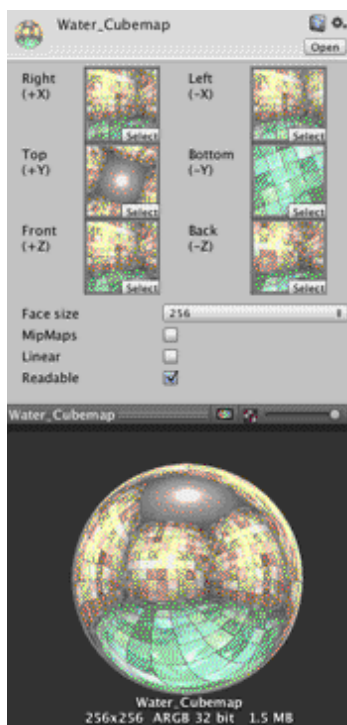 Water_Cubemap
Open
Right
(+X)
Select
Left
(-X)
Select
Top
(+Y)
Select
Bottom
(-Y)
Select
Front
(+Z)
Select
Back
(-Z)
Select
Face size
256
MipMaps
Linear
Readable
Water_Cubemap
Water_Cubemap
256x256 ARGB 32 bit 1.5 MB